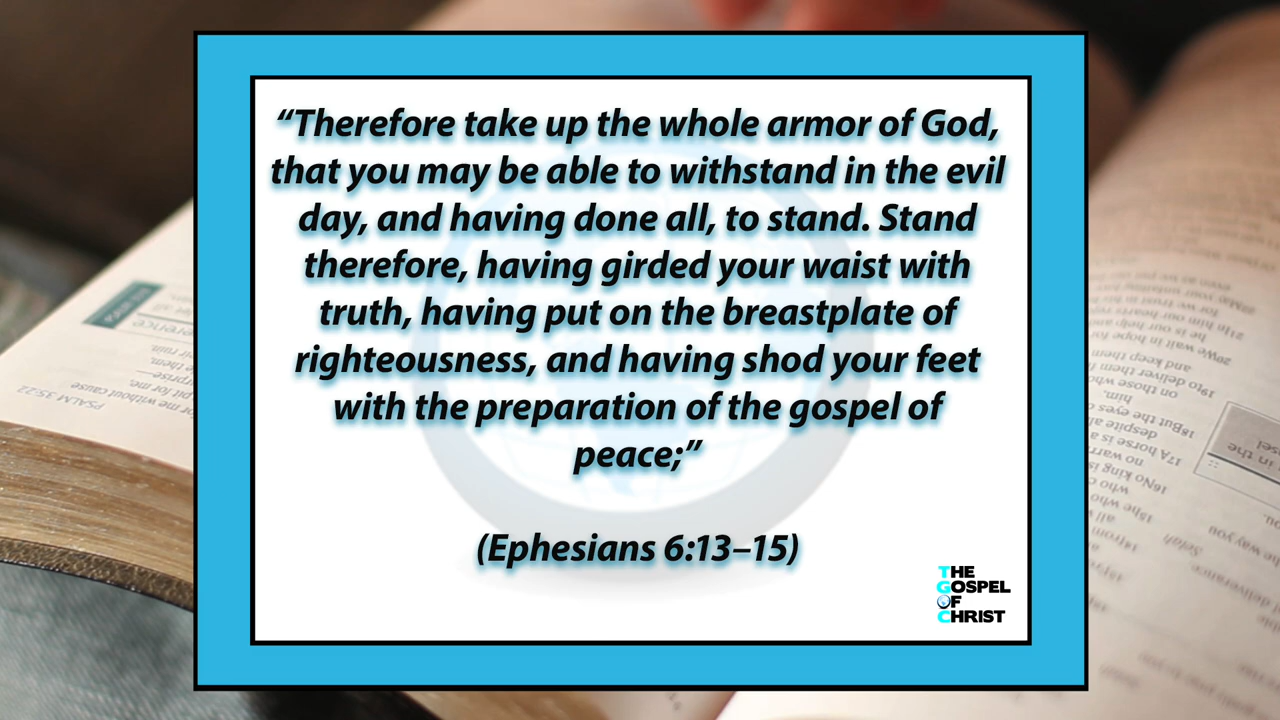 “Therefore take up the whole armor of God,
that you may be able to withstand in the evil
day, and having done all, to stand. Stand
therefore, having girded your waist with
truth, having put on the breastplate of
righteousness, and having shod your feet
with the preparation of the gospel of
peace;”
(Ephesians 6:13–15)
THE
GOSPEL
OF
CHRIST
PSALM 35:22